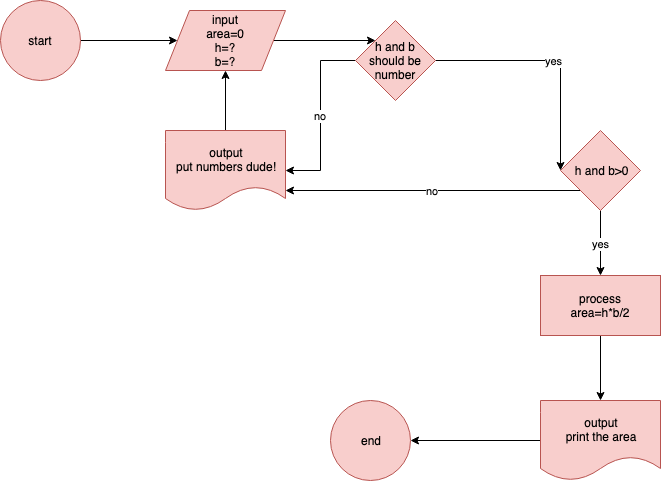 start
input
area=0
h=?
b=?
h and b
should be
number
yes
no
output
put numbers dude!
h and b>0
no
yes
process
area=h*b/2
output
print the area
end